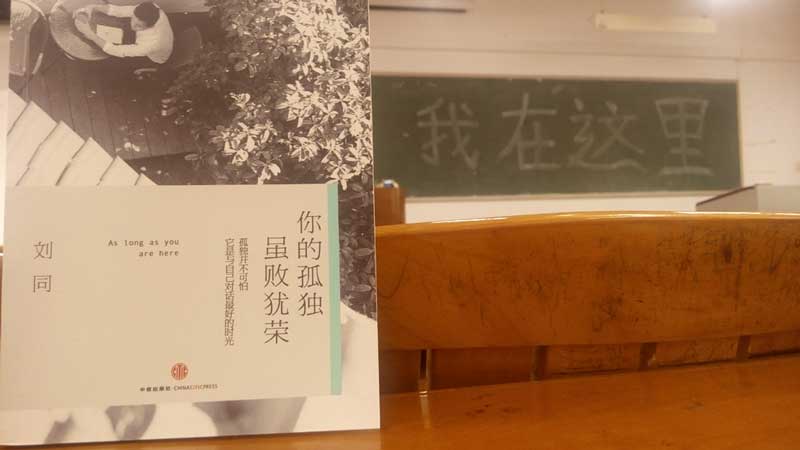 你的孤独
虽败犹荣
孤独并不可怕
它是与自己对话最好的时光
As long as you
are here
刘同
中信出版社·CHINACITICPRESS
我在这里